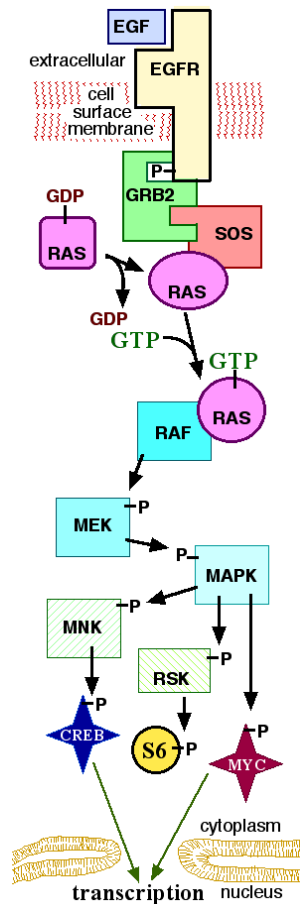 EGF
EGFR
extracellular
cell
surface
membrane
P
GRB2
GDP
SOS
RAS
RAS
GDP
GTP
GTP
RAS
RAF
P
MEK
P
MAPK
P
MNK
P
RSK
P
CREB
S6
P
P
MYC
cytoplasm
transcription
nucleus